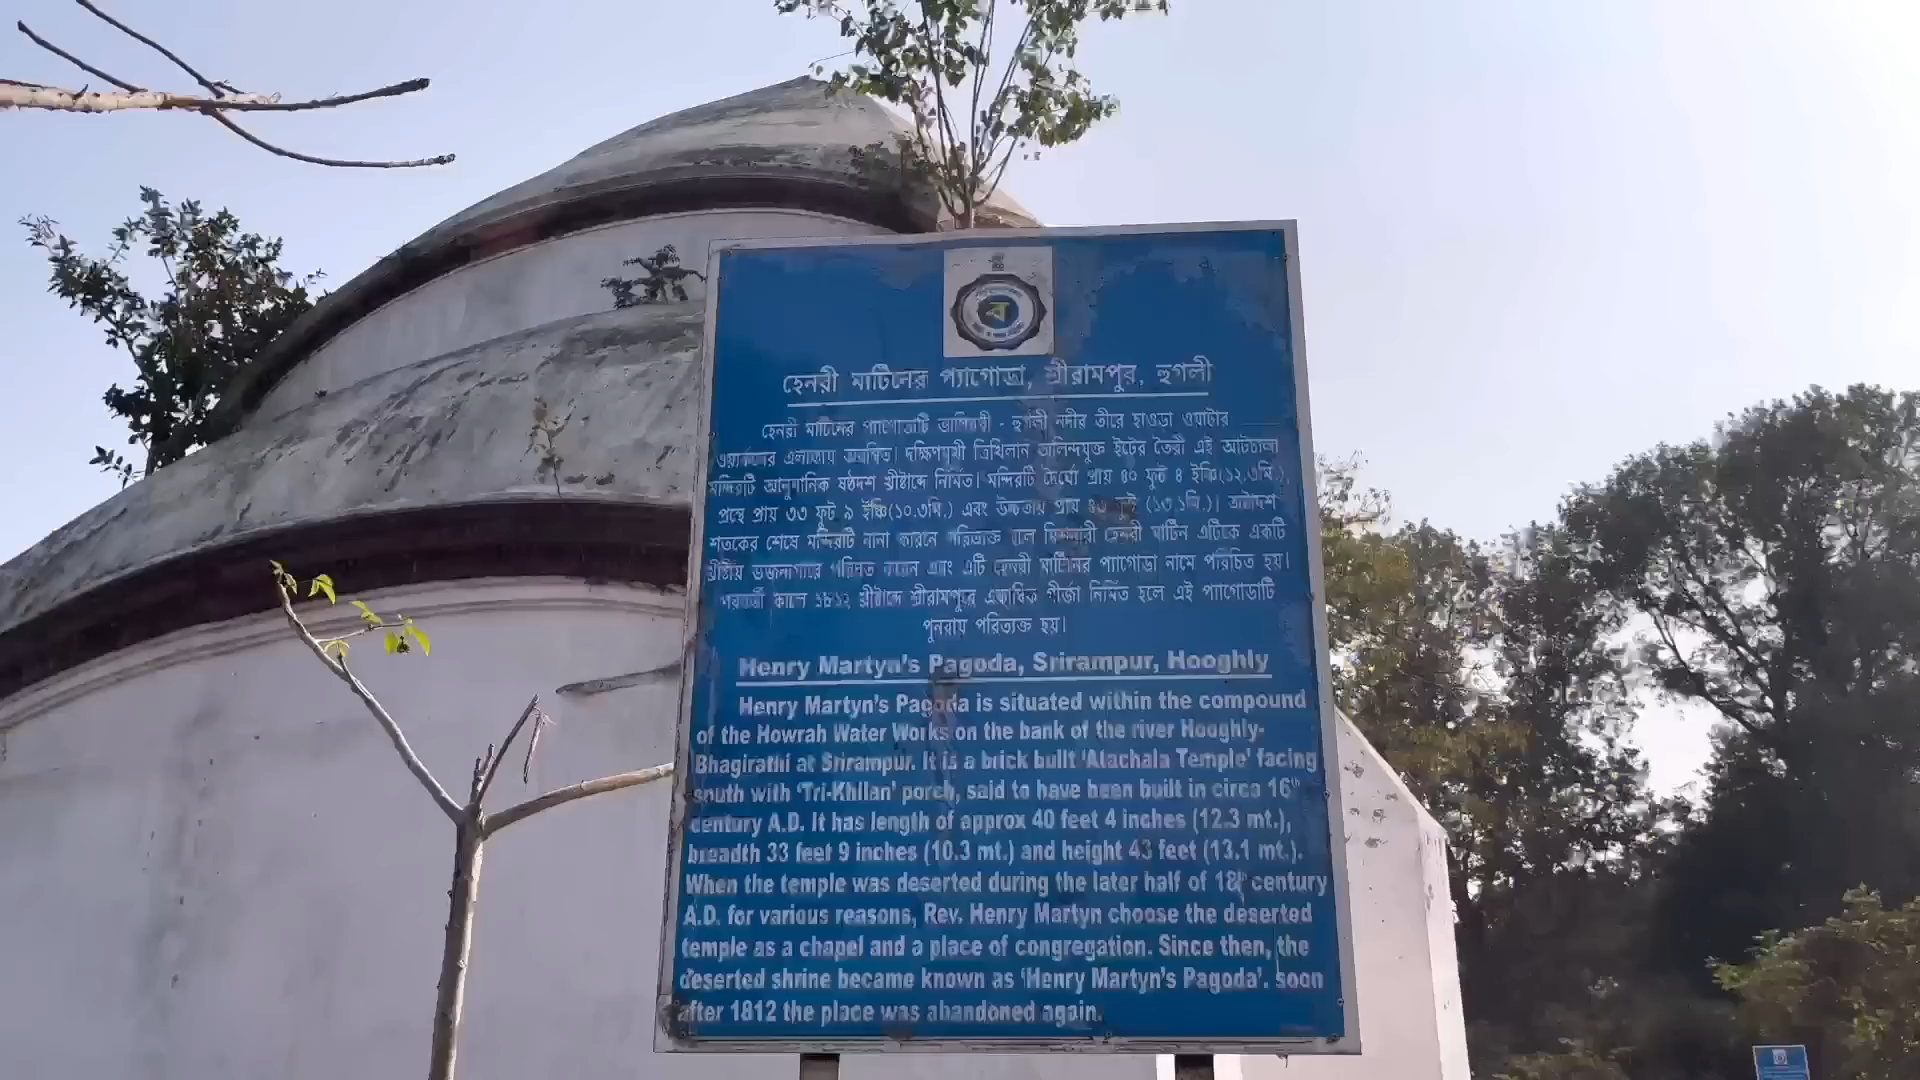 হেনরী মার্টিনের প্যাগোডা, শ্রীরামপুর, হুগলী
হেনরী মার্টিনের প্যাগোডাটি ভাগিরথী - হুগলী নদীর তীরে হাওড়া ওয়াটার
ওয়ার্কসের এলাকায় অবস্থিত। দক্ষিণমুখী ত্রিখিলান অলিন্দযুক্ত ইটের তৈরী এই আটচালা
মন্দিরটি আনুমানিক ষষ্ঠদশ খ্রীষ্টাব্দে নির্মিত। মন্দিরটি দৈর্ঘ্যে প্রায় ৪০ ফুট ৪ ইঞ্চি(১২.৩মি.),
প্রস্থে প্রায় ৩৩ ফুট ৯ ইঞ্চি(১০.৩মি.) এবং উচ্চতায় প্রায় ৪৩ ফুট (১৩.১মি.)। অষ্টাদশ
শতকের শেষে মন্দিরটি নানা কারনে পরিত্যক্ত হলে মিশনারী হেনরী মার্টিন এটিকে একটি
খ্রীষ্টীয় ভজনাগারে পরিণত করেন এবং এটি হেনরী মার্টিনের প্যাগোডা নামে পরিচিত হয়।
পরবর্তী কালে ১৮১২ খ্রীষ্টাব্দে শ্রীরামপুরে একাধিক গীর্জা নির্মিত হলে এই প্যাগোডাটি
পুনরায় পরিত্যক্ত হয়।
Henry Martyn's Pagoda, Srirampur, Hooghly
Henry Martyn's Pagoda is situated within the compound
of the Howrah Water Works on the bank of the river Hooghly-
Bhagirathi at Srirampur. It is a brick built 'Atachala Temple' facing
south with 'Tri-Khilan' porch, said to have been built in circa 16th
century A.D. It has length of approx 40 feet 4 inches (12.3 mt.),
breadth 33 feet 9 inches (10.3 mt.) and height 43 feet (13.1 mt.).
When the temple was deserted during the later half of 18th century
A.D. for various reasons, Rev. Henry Martyn choose the deserted
temple as a chapel and a place of congregation. Since then, the
deserted shrine became known as 'Henry Martyn's Pagoda'. soon
after 1812 the place was abandoned again.